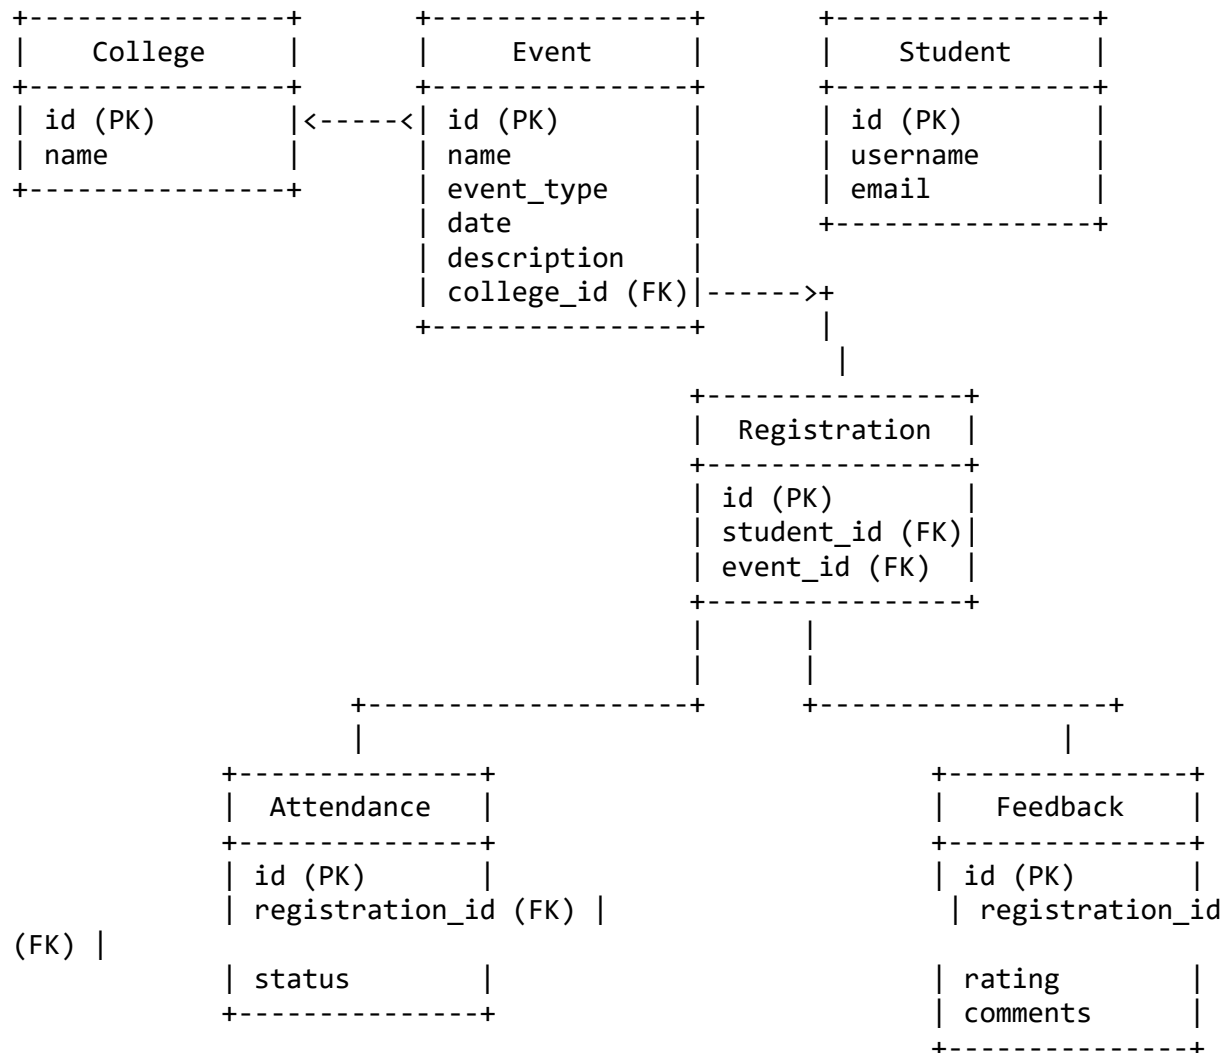 +----------------+       +----------------+       +----------------+
|    College     |       |     Event      |       |    Student     |
+----------------+       +----------------+       +----------------+
| id (PK)        |<-----<| id (PK)        |       | id (PK)        |
| name           |       | name           |       | username       |
+----------------+       | event_type     |       | email          |
                         | date           |       +----------------+
                         | description    |
                         | college_id (FK)|------>+
                         +----------------+       |
                                                   |
                                          +----------------+
                                          |  Registration  |
                                          +----------------+
                                          | id (PK)        |
                                          | student_id (FK)|
                                          | event_id (FK)  |
                                          +----------------+
                                          |      |
                                          |      |
                     +--------------------+      +------------------+
                     |                                           |
             +---------------+                           +---------------+
             |  Attendance   |                           |   Feedback    |
             +---------------+                           +---------------+
             | id (PK)       |                           | id (PK)       |
             | registration_id (FK) |                     | registration_id
(FK) |
             | status        |                           | rating        |
             +---------------+                           | comments      |
                                                         +---------------+